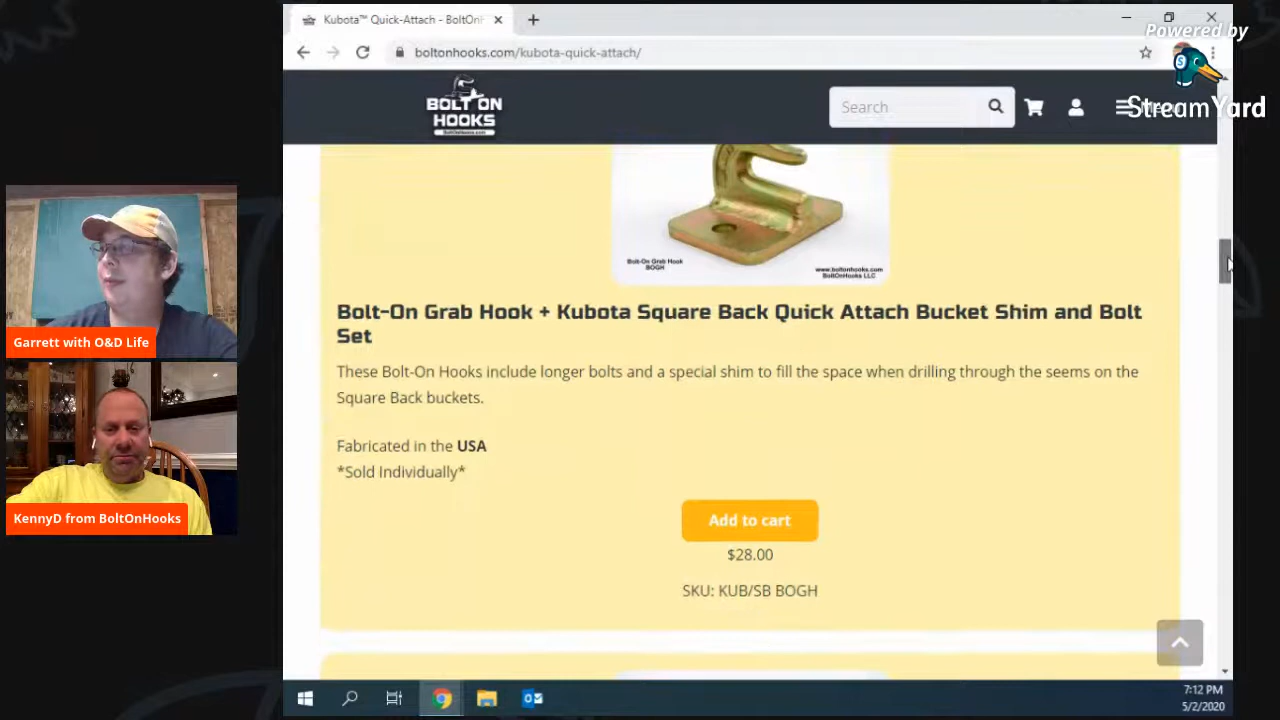 Kubota™ Quick-Attach - BoltOnH
boltonhooks.com/kubota-quick-attach/
Powered by
StreamYard
BOLT ON
HOOKS
BoltOnHooks.com
Search
Bolt-On Grab Hook
BOGH
www.boltonhooks.com
BoltOnHooks LLC
Bolt-On Grab Hook + Kubota Square Back Quick Attach Bucket Shim and Bolt
Set
These Bolt-On Hooks include longer bolts and a special shim to fill the space when drilling through the seems on the
Square Back buckets.
Fabricated in the USA
*Sold Individually*
Add to cart
$28.00
SKU: KUB/SB BOGH
Garrett with O&D Life
KennyD from BoltOnHooks
7:12 PM
5/2/2020